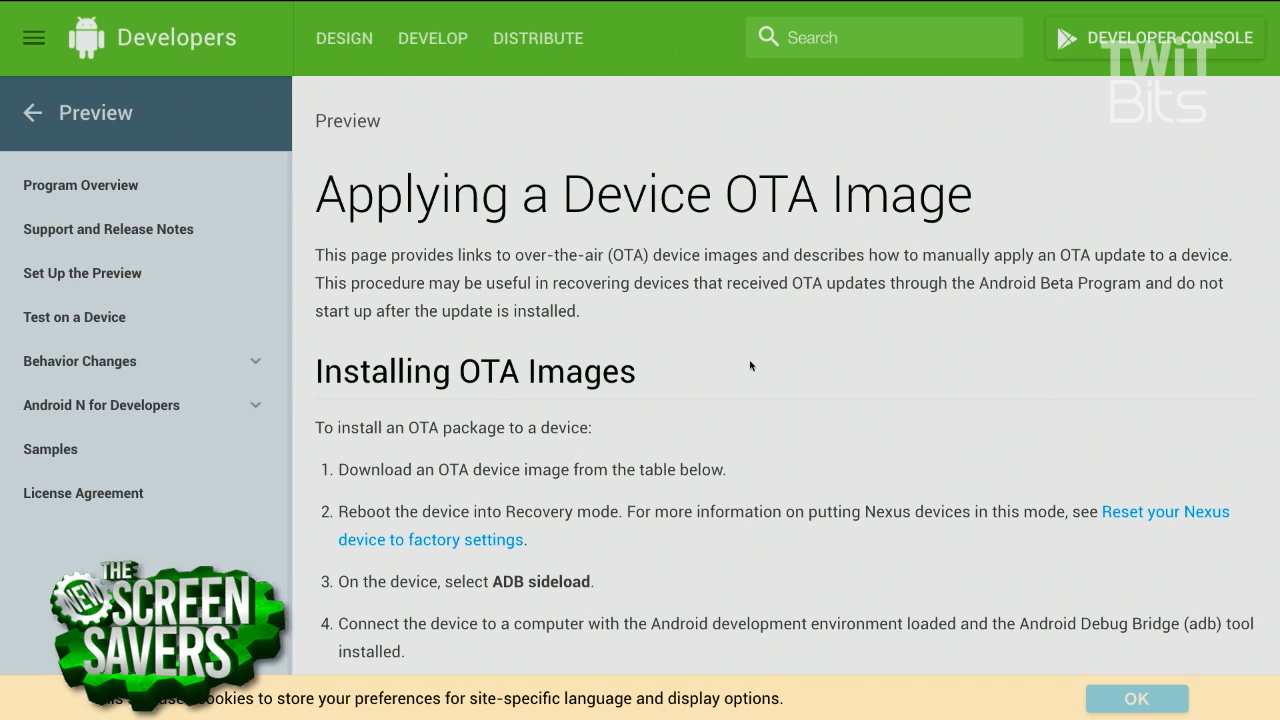 Developers
DESIGN DEVELOP DISTRIBUTE
Search
DEVELOPER CONSOLE
TWiT
Bits
Preview
Program Overview
Support and Release Notes
Set Up the Preview
Test on a Device
Behavior Changes
Android N for Developers
Samples
License Agreement
Preview
Applying a Device OTA Image
This page provides links to over-the-air (OTA) device images and describes how to manually apply an OTA update to a device.
This procedure may be useful in recovering devices that received OTA updates through the Android Beta Program and do not
start up after the update is installed.
Installing OTA Images
To install an OTA package to a device:
1. Download an OTA device image from the table below.
2. Reboot the device into Recovery mode. For more information on putting Nexus devices in this mode, see Reset your Nexus
device to factory settings.
3. On the device, select ADB sideload.
4. Connect the device to a computer with the Android development environment loaded and the Android Debug Bridge (adb) tool
installed.
THE
NEW
SCREEN
SAVERS
cookies to store your preferences for site-specific language and display options.
OK